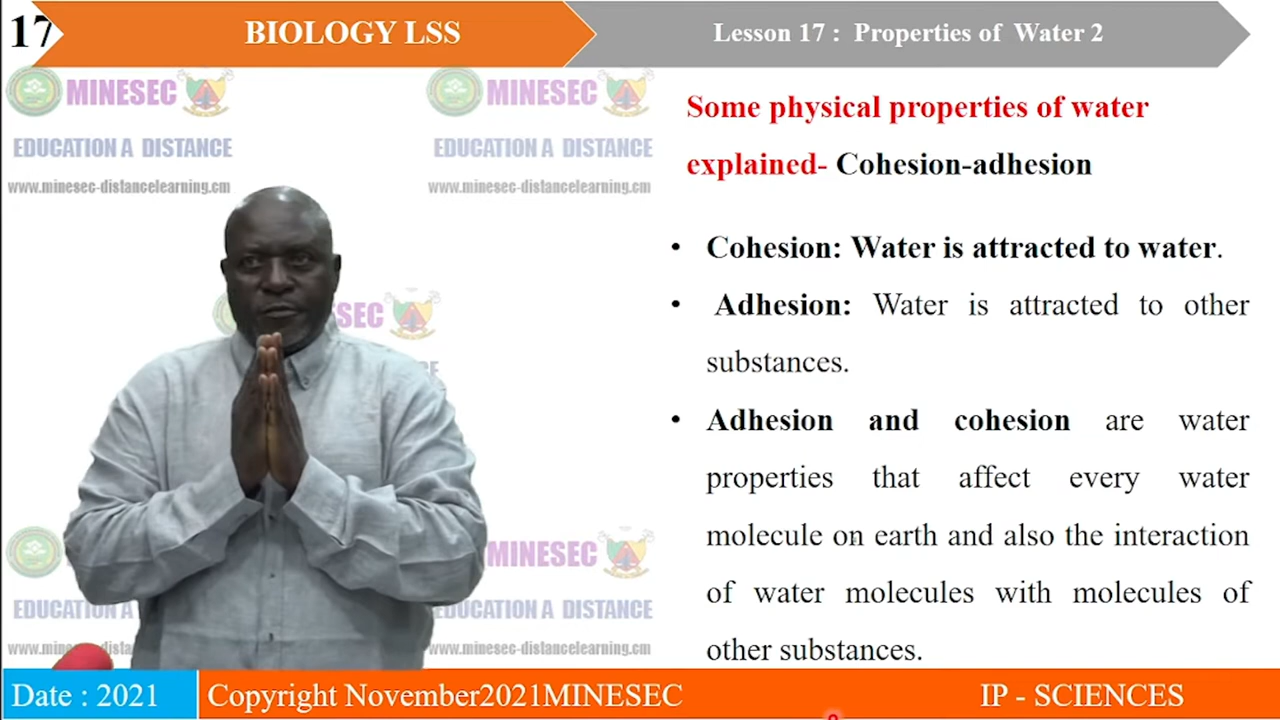 17
BIOLOGY LSS
Lesson 17 : Properties of Water 2
MINESEC
EDUCATION A DISTANCE
www.minesec-distancelearning.cm
MINESEC
EDUCATION A DISTANCE
www.minesec-distancelearning.cm
Some physical properties of water
explained- Cohesion-adhesion
• Cohesion: Water is attracted to water.
• Adhesion: Water is attracted to other
substances.
• Adhesion and cohesion are water
properties that affect every water
molecule on earth and also the interaction
of water molecules with molecules of
other substances.
SEC
MINESEC
EDUCATION A
EDUCATION A DISTANCE
www.minesec-distancelearning.cm
Date : 2021
Copyright November2021MINESEC
IP - SCIENCES